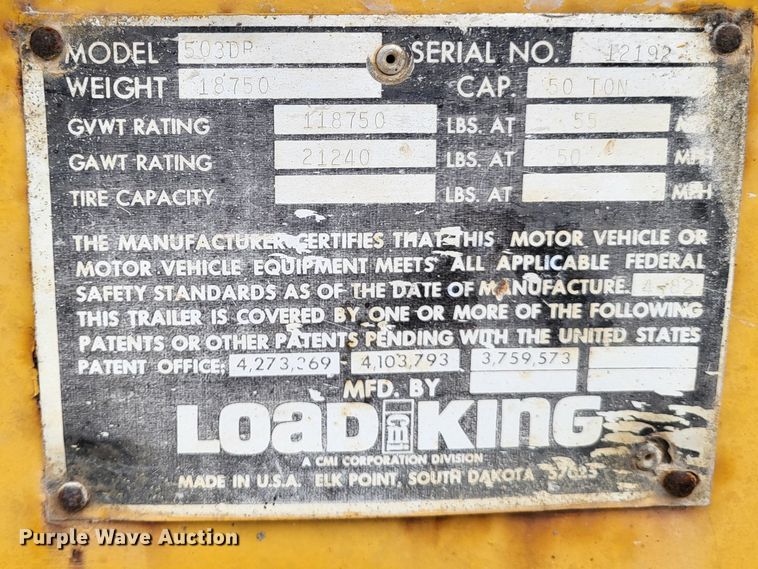 MODEL 503DP SERIAL NO. 12192
WEIGHT 18750 CAP. 50 TON
GVWT RATING 118750 LBS. AT 55
GAWT RATING 21240 LBS. AT 50 MPH
TIRE CAPACITY LBS. AT MPH
THE MANUFACTURER CERTIFIES THAT THIS MOTOR VEHICLE OR
MOTOR VEHICLE EQUIPMENT MEETS ALL APPLICABLE FEDERAL
SAFETY STANDARDS AS OF THE DATE OF MANUFACTURE.
THIS TRAILER IS COVERED BY ONE OR MORE OF THE FOLLOWING
PATENTS OR OTHER PATENTS PENDING WITH THE UNITED STATES
PATENT OFFICE: 4,273,369 4,103,793 3,759,573
MFD. BY
LOAD KING
A CMI CORPORATION DIVISION
MADE IN U.S.A. ELK POINT, SOUTH DAKOTA 57025
Purple Wave Auction